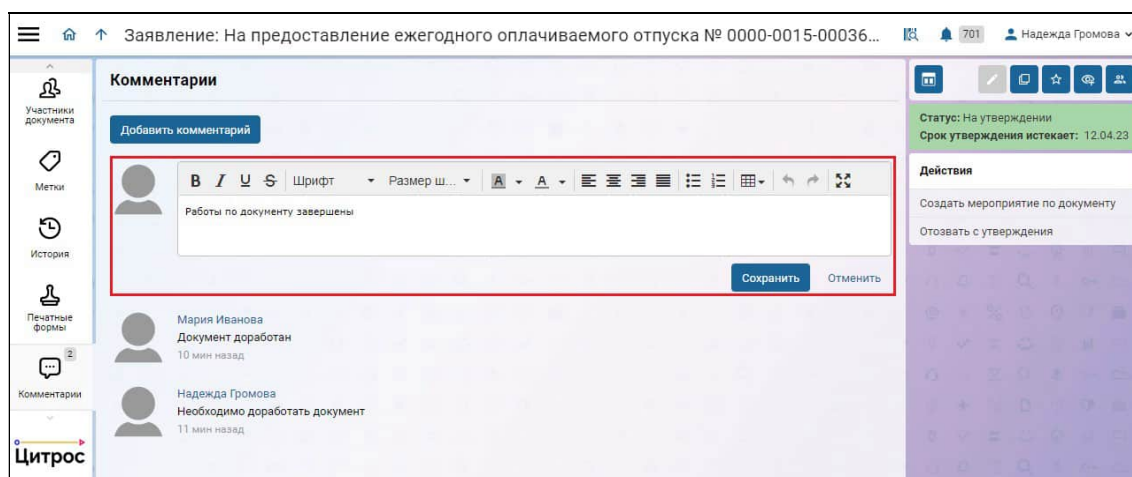 Заявление: На предоставление ежегодного оплачиваемого отпуска № 0000-0015-00036...
701
Надежда Громова
Участники
документа
Метки
История
Печатные
формы
2
Комментарии
Цитрос
Комментарии
Добавить комментарий
B I U S Шрифт Размер ш... A A
Работы по документу завершены
Сохранить Отменить
Мария Иванова
Документ доработан
10 мин назад
Надежда Громова
Необходимо доработать документ
11 мин назад
Статус: На утверждении
Срок утверждения истекает: 12.04.23
Действия
Создать мероприятие по документу
Отозвать с утверждения